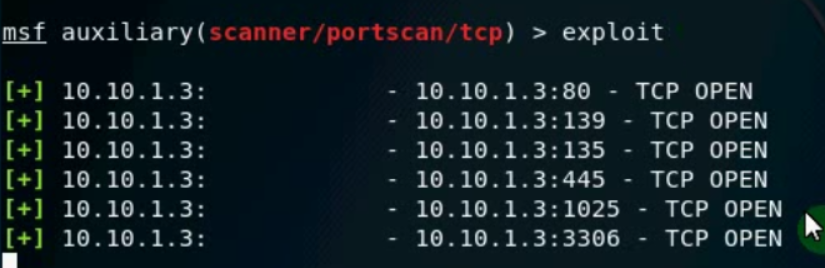 msf auxiliary(scanner/portscan/tcp) > exploit
[+] 10.10.1.3: - 10.10.1.3:80 - TCP OPEN
[+] 10.10.1.3: - 10.10.1.3:139 - TCP OPEN
[+] 10.10.1.3: - 10.10.1.3:135 - TCP OPEN
[+] 10.10.1.3: - 10.10.1.3:445 - TCP OPEN
[+] 10.10.1.3: - 10.10.1.3:1025 - TCP OPEN
[+] 10.10.1.3: - 10.10.1.3:3306 - TCP OPEN